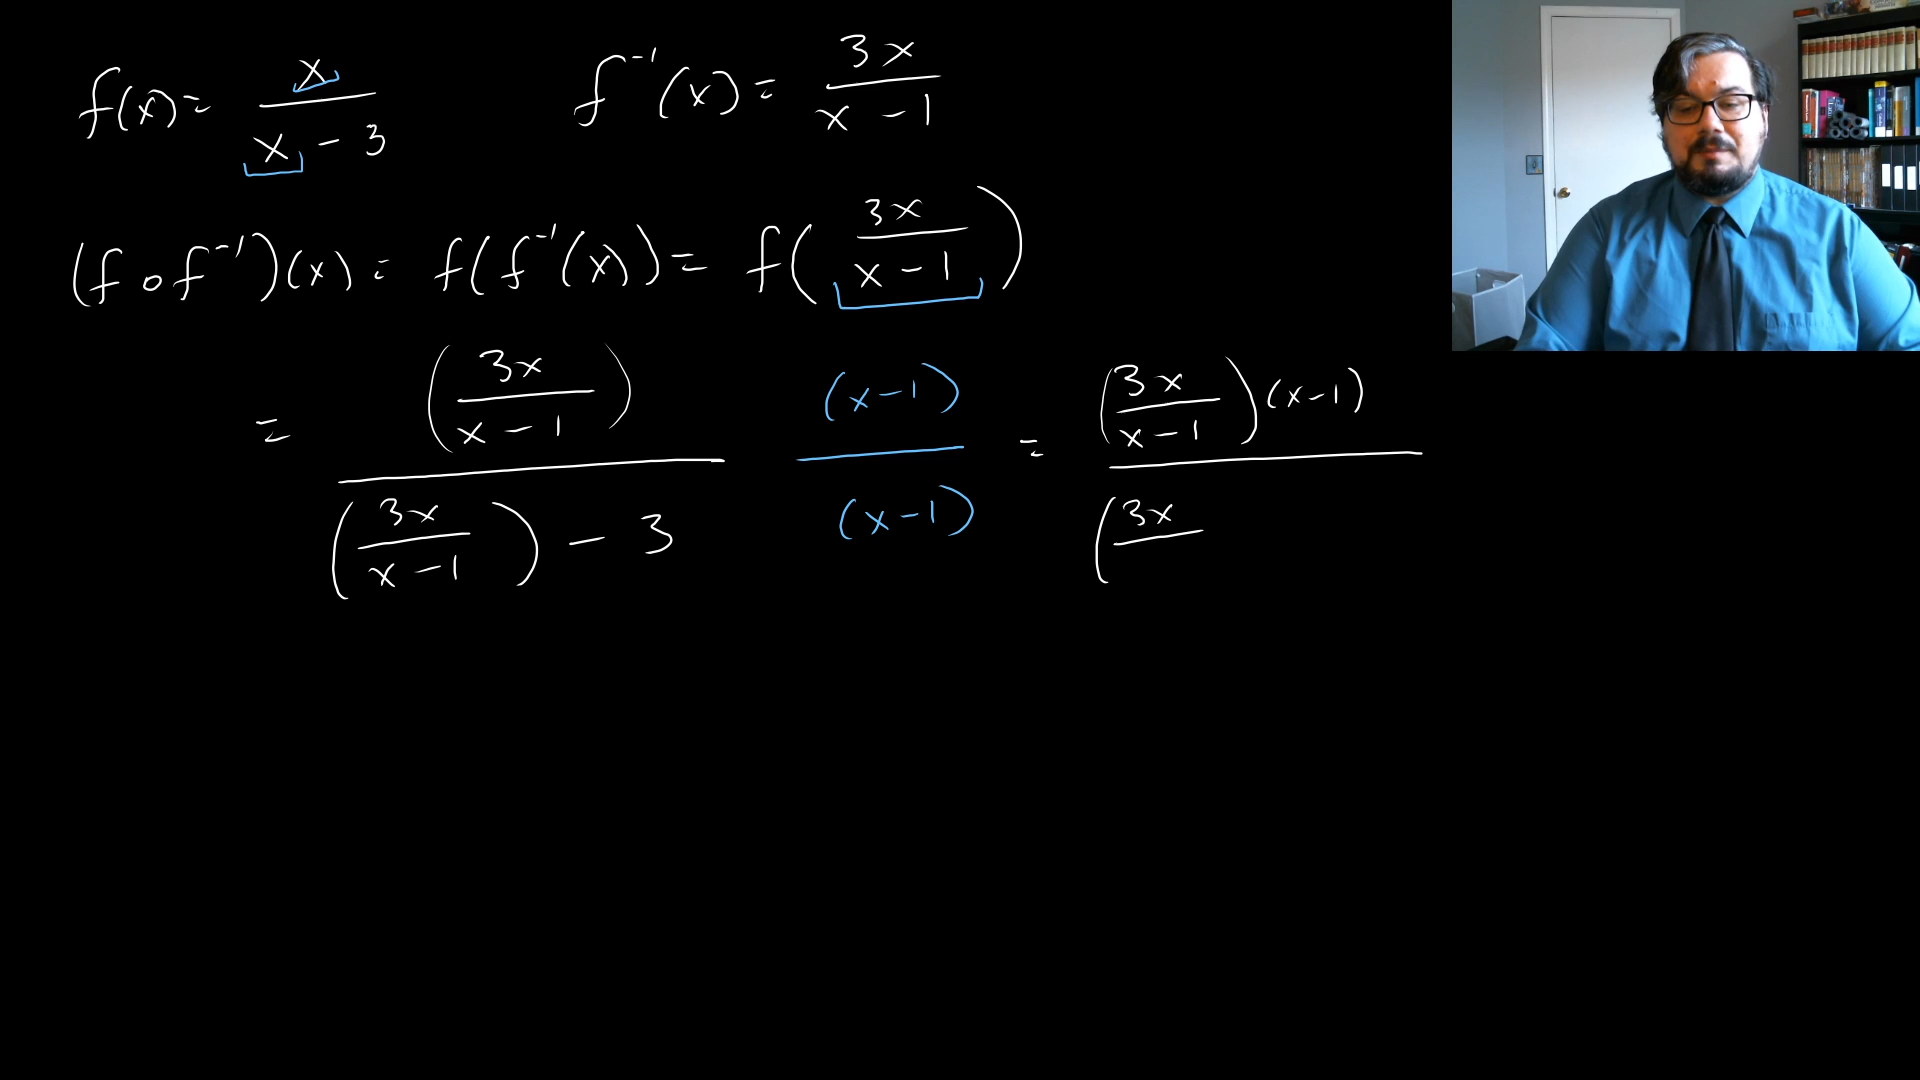 f(x) = x / (x - 3)    f⁻¹(x) = 3x / (x - 1)
(f ∘ f⁻¹)(x) = f(f⁻¹(x)) = f(3x / (x - 1))
= (3x / (x - 1)) / ((3x / (x - 1)) - 3) (x - 1) / (x - 1) = (3x / (x - 1))(x - 1) / (3x /